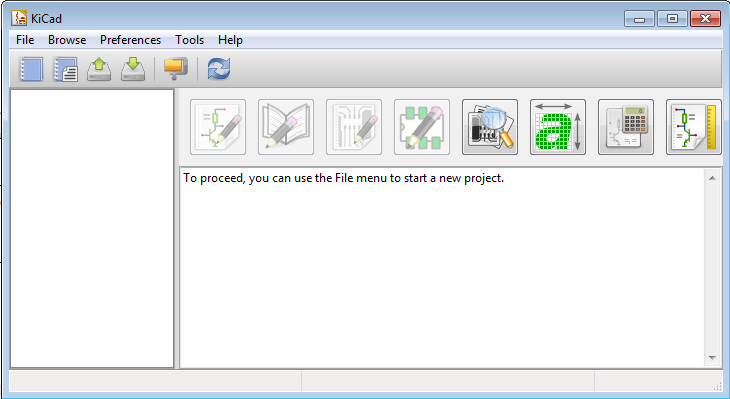 KiCad
File Browse Preferences Tools Help
To proceed, you can use the File menu to start a new project.